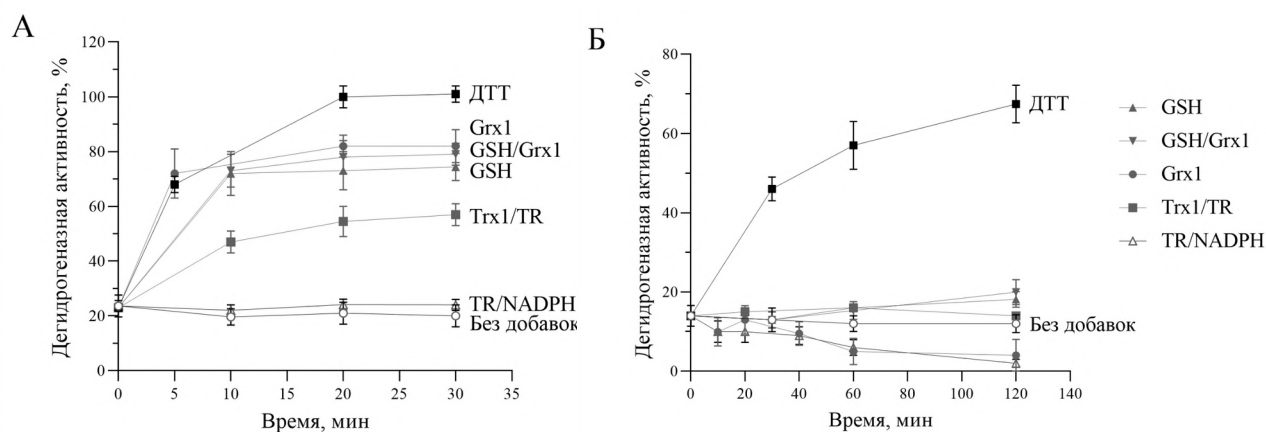 А
Дегидрогеназная активность, %
120
100
80
60
40
20
0
ДТТ
Grx1
GSH/Grx1
GSH
Trx1/TR
TR/NADPH
Без добавок
0 5 10 15 20 25 30 35
Время, мин
Б
Дегидрогеназная активность, %
80
60
40
20
0
ДТТ
Без добавок
0 20 40 60 80 100 120 140
Время, мин
GSH
GSH/Grx1
Grx1
Trx1/TR
TR/NADPH